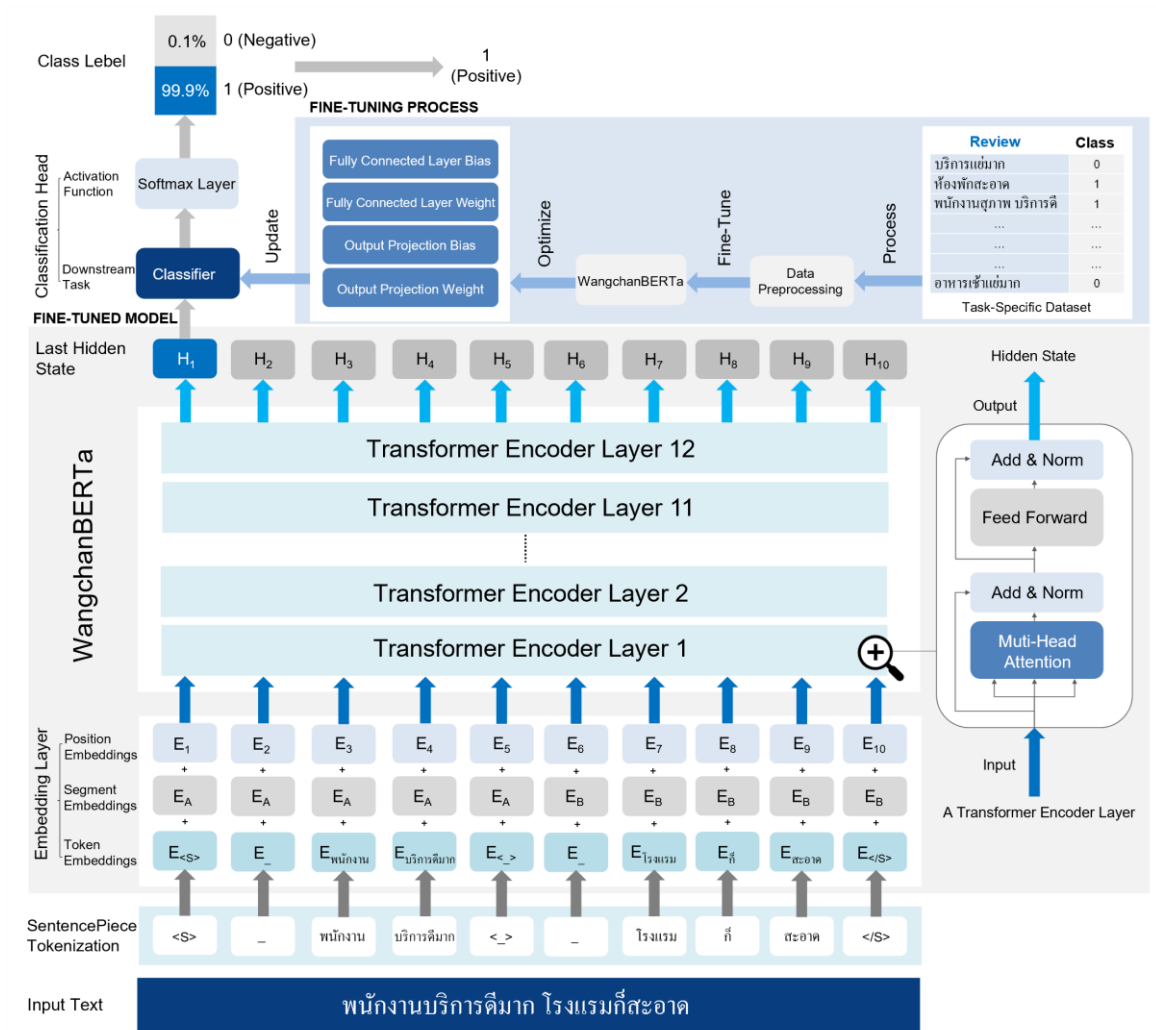 Class Lebel
0.1%
0 (Negative)
99.9%
1 (Positive)
1
(Positive)
FINE-TUNING PROCESS
Classification Head
Activation
Function
Softmax Layer
Downstream
Task
Classifier
Update
Fully Connected Layer Bias
Fully Connected Layer Weight
Output Projection Bias
Output Projection Weight
Optimize
WangchanBERTa
Fine-Tune
Data
Preprocessing
Process
Review Class
บริการแย่มาก 0
ห้องพักสะอาด 1
พนักงานสุภาพ บริการดี 1
... ...
... ...
... ...
อาหารเช้าแย่มาก 0
Task-Specific Dataset
FINE-TUNED MODEL
Last Hidden
State
H1 H2 H3 H4 H5 H6 H7 H8 H9 H10
WangchanBERTa
Transformer Encoder Layer 12
Transformer Encoder Layer 11
Transformer Encoder Layer 2
Transformer Encoder Layer 1
Hidden State
Output
Add & Norm
Feed Forward
Add & Norm
Muti-Head
Attention
Input
A Transformer Encoder Layer
Embedding Layer
Position
Embeddings
E1 E2 E3 E4 E5 E6 E7 E8 E9 E10
+ + + + + + + + + +
Segment
Embeddings
EA EA EA EA EA EB EB EB EB EB
+ + + + + + + + + +
Token
Embeddings
E<S> E_ Eพนักงาน Eบริการดีมาก E<_> E_ Eโรงแรม Eก็ Eสะอาด E</S>
SentencePiece
Tokenization
<S> _ พนักงาน บริการดีมาก <_> _ โรงแรม ก็ สะอาด </S>
Input Text
พนักงานบริการดีมาก โรงแรมก็สะอาด